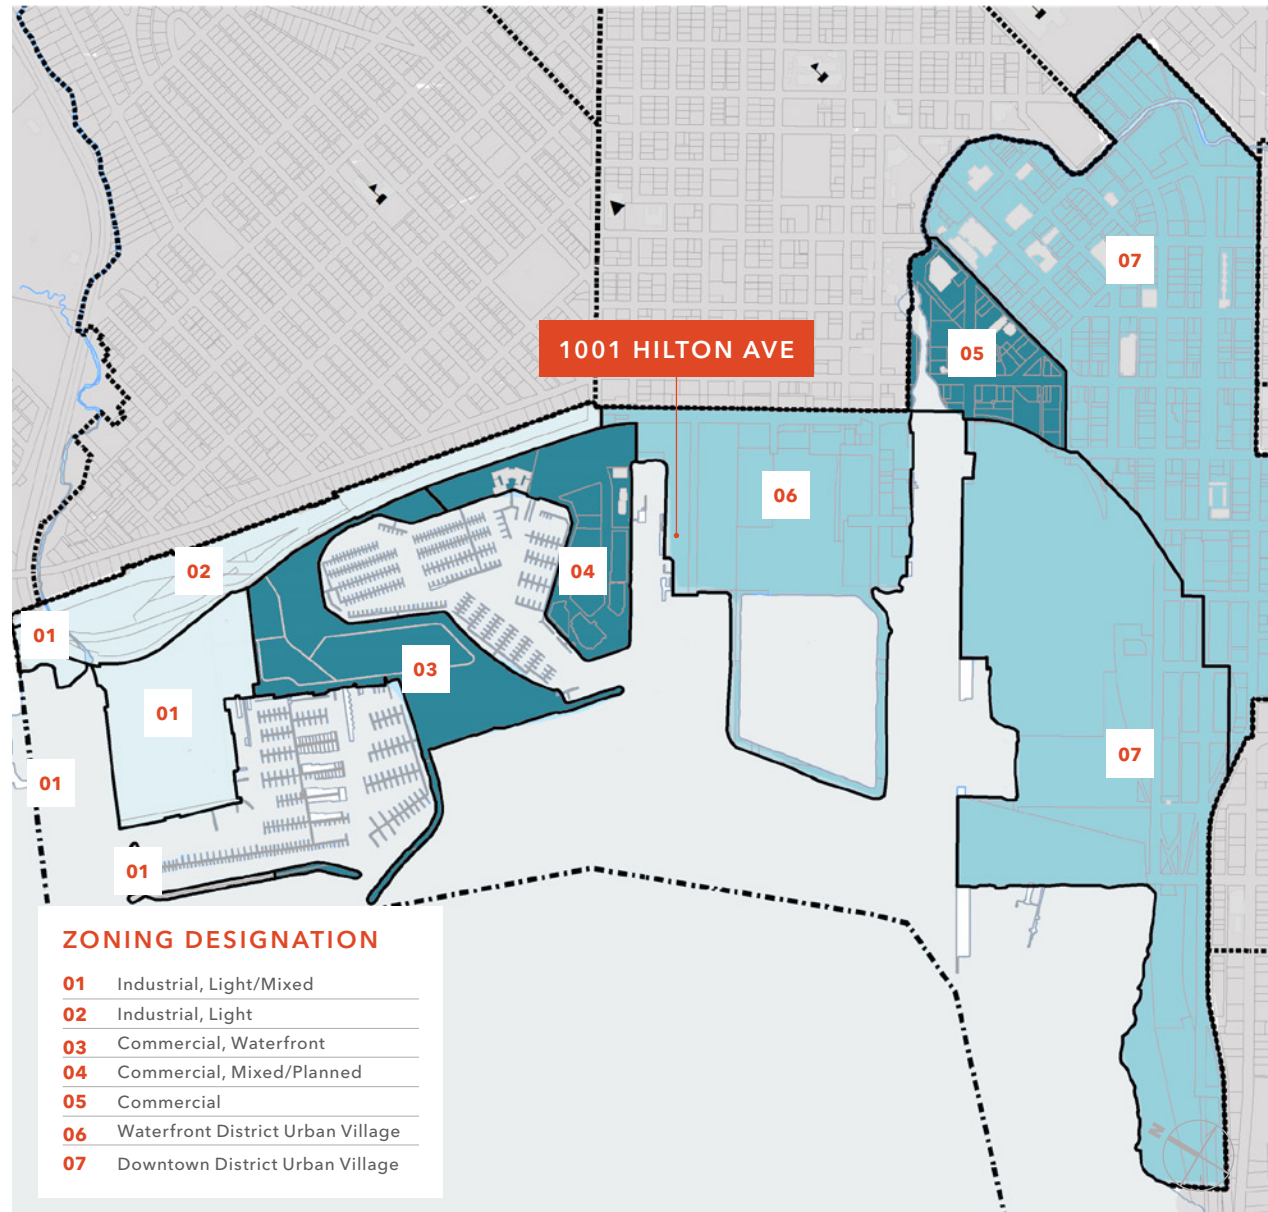 07
1001 HILTON AVE
05
06
02
04
01
03
01
07
01
01
ZONING DESIGNATION
01 Industrial, Light/Mixed
02 Industrial, Light
03 Commercial, Waterfront
04 Commercial, Mixed/Planned
05 Commercial
06 Waterfront District Urban Village
07 Downtown District Urban Village
N